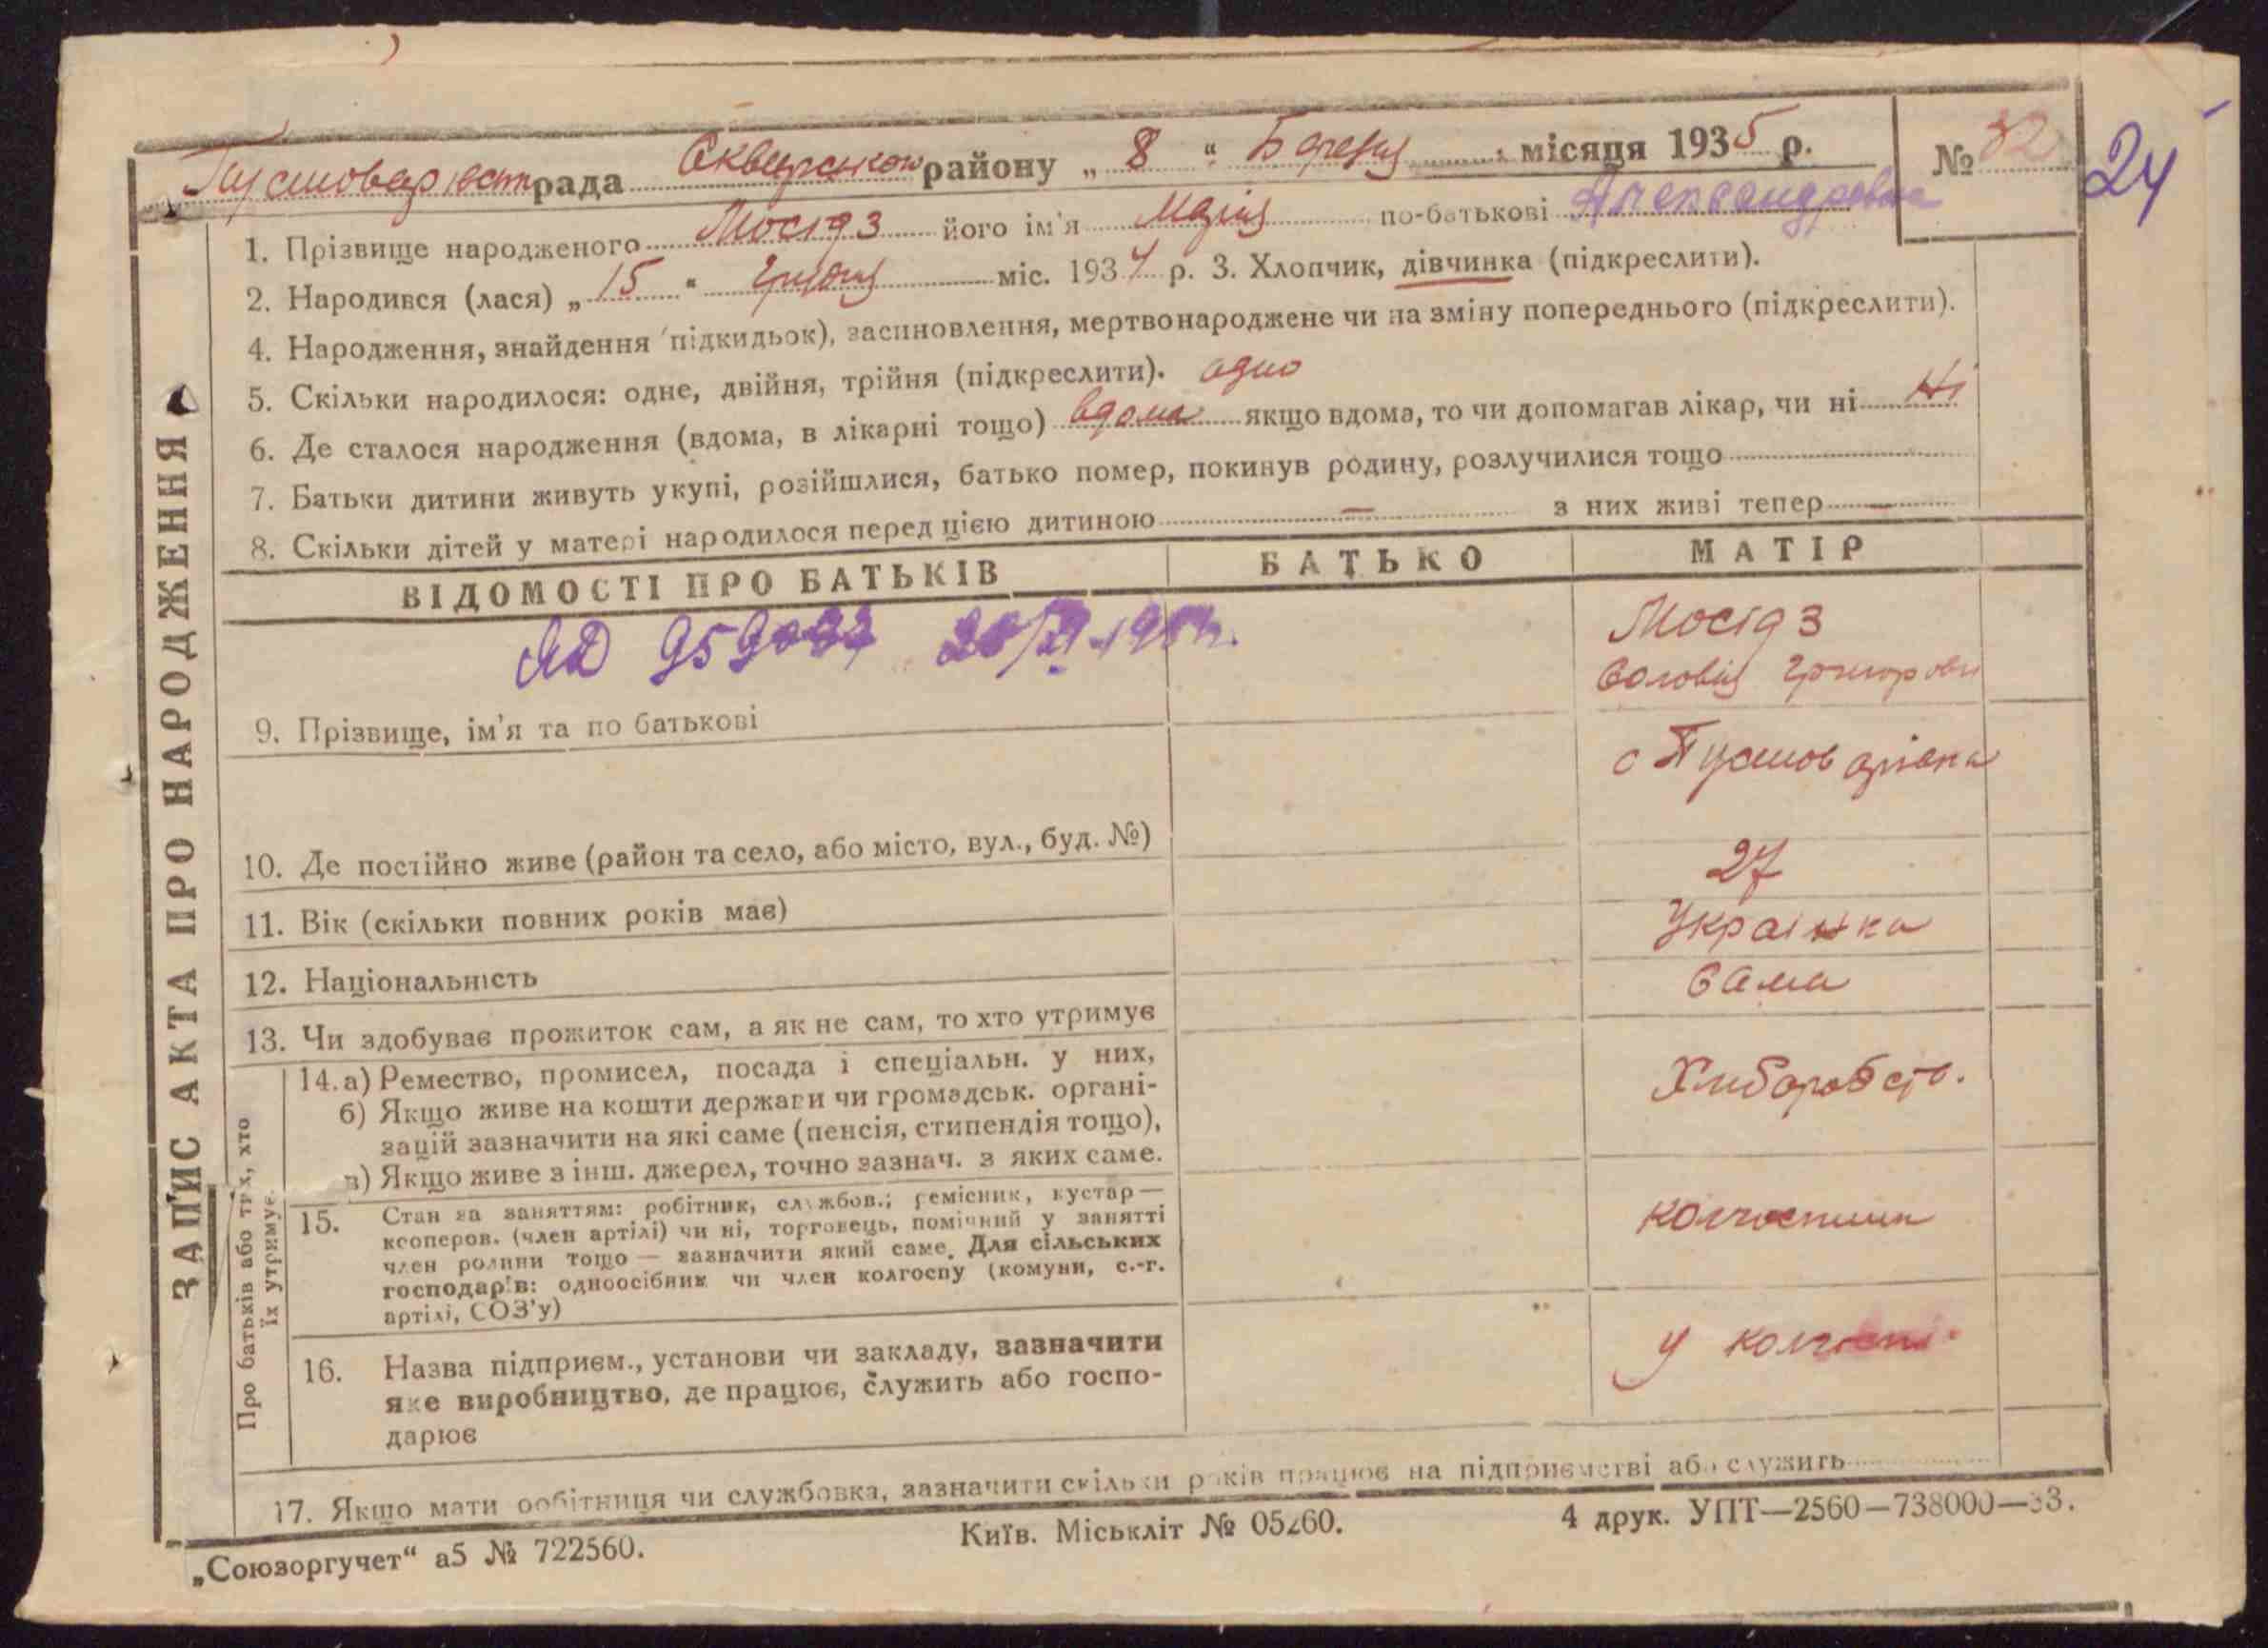 Пустоварівст рада Сквирського району „ 8 “ Березня місяця 1935 р. № 32
24
1. Прізвище народженого Мосідз його ім'я Марія по-батькові Александровна
2. Народився (лася) „ 15 “ грудня міс. 1934 р. 3. Хлопчик, дівчинка (підкреслити).
4. Народження, знайдення (підкидьок), засиновлення, мертвонароджене чи на зміну попереднього (підкреслити).
5. Скільки народилося: одне, двійня, трійня (підкреслити). одно
6. Де сталося народження (вдома, в лікарні тощо) вдома якщо вдома, то чи допомагав лікар, чи ні Ні
7. Батьки дитини живуть укупі, розійшлися, батько помер, покинув родину, розлучилися тощо
8. Скільки дітей у матері народилося перед цією дитиною — з них живі тепер —
ВІДОМОСТІ ПРО БАТЬКІВ БАТЬКО МАТІР
ЯД
Мосідз
9. Прізвище, ім'я та по батькові
с Пустоварівка
10. Де постійно живе (район та село, або місто, вул., буд. №)
11. Вік (скільки повних років має) 27
12. Національність Українка
13. Чи здобуває прожиток сам, а як не сам, то хто утримує Сама
14. а) Ремество, промисел, посада і спеціальн. у них,
б) Якщо живе на кошти держави чи громадськ. органі-
зацій зазначити на які саме (пенсія, стипендія тощо),
в) Якщо живе з інш. джерел, точно зазнач. з яких саме.
Хлиборобств.
15. Стан за заняттям: робітник, службов.; ремісник, кустар —
кооперов. (член артілі) чи ні, торговець, помічний у занятті
член родини тощо — зазначити який саме. Для сільських
господарів: одноосібник чи член колгоспу (комуни, с.-г.
артілі, СОЗ'у)
колгоспник
16. Назва підприєм., установи чи закладу, зазначити
яке виробництво, де працює, служить або госпо-
дарює
у колгоспі
17. Якщо мати робітниця чи службовка, зазначити скільки років працює на підприємстві або служить
„Союзоргучет“ а5 № 722560. Київ. Міськліт № 05260. 4 друк. УПТ—2560—738000—33.
ЗАПИС АКТА ПРО НАРОДЖЕННЯ
Про батьків або тих, хто
їх утримує.